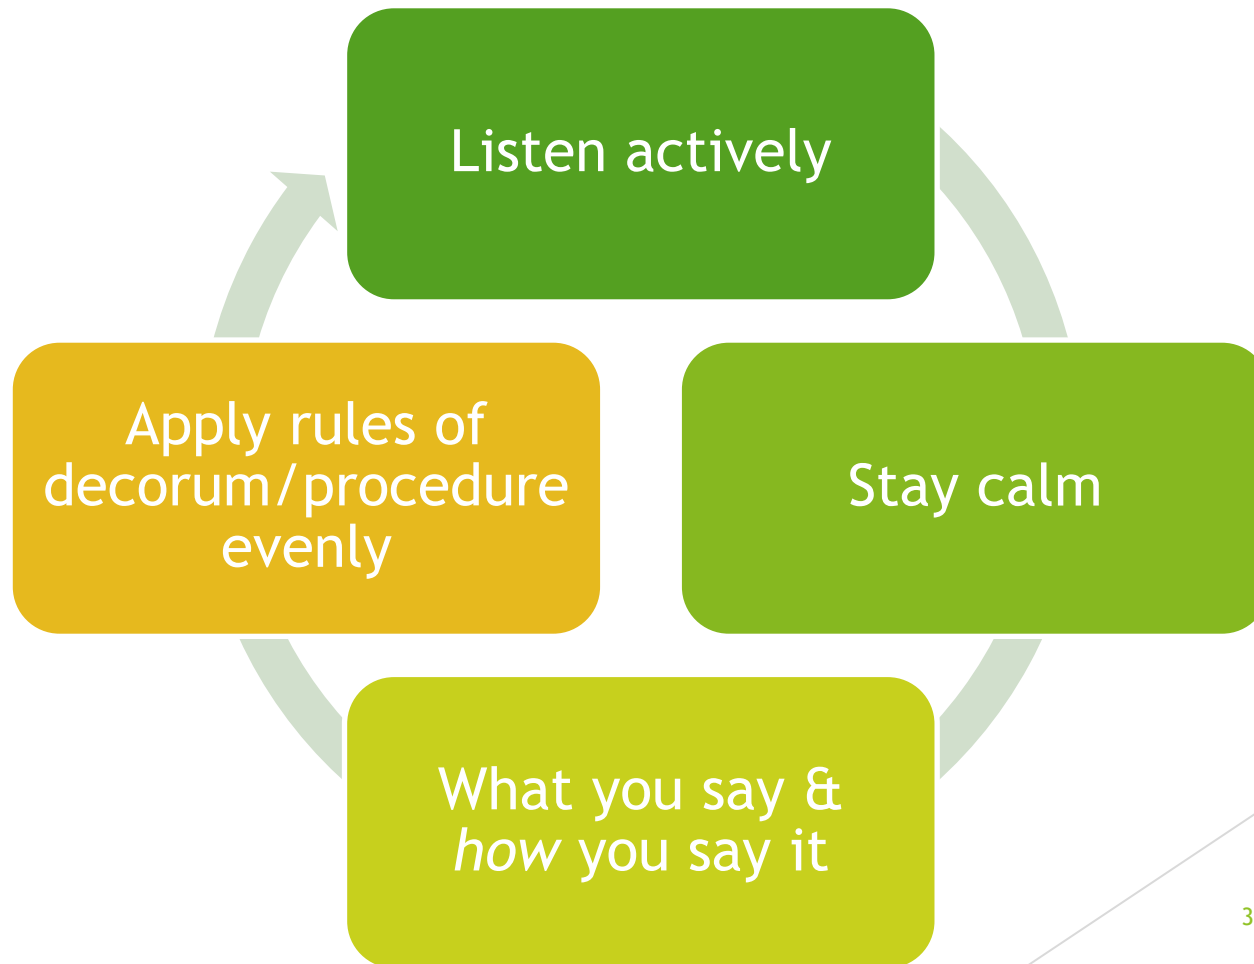 Listen actively
Stay calm
What you say &
how you say it
Apply rules of
decorum/procedure
evenly
3